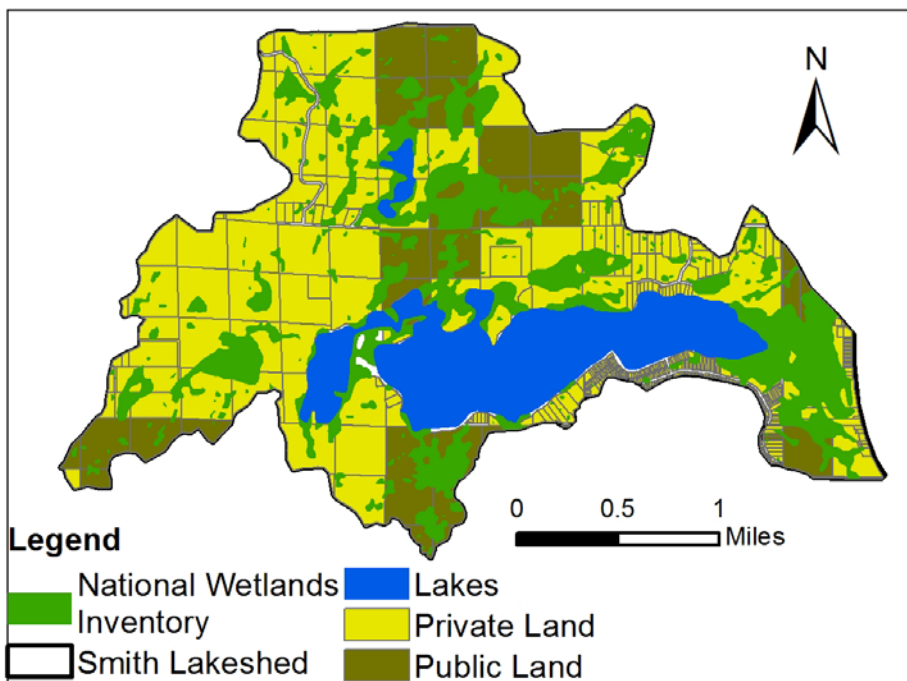 N
0 0.5 1
Miles
Legend
National Wetlands
Inventory
Smith Lakeshed
Lakes
Private Land
Public Land